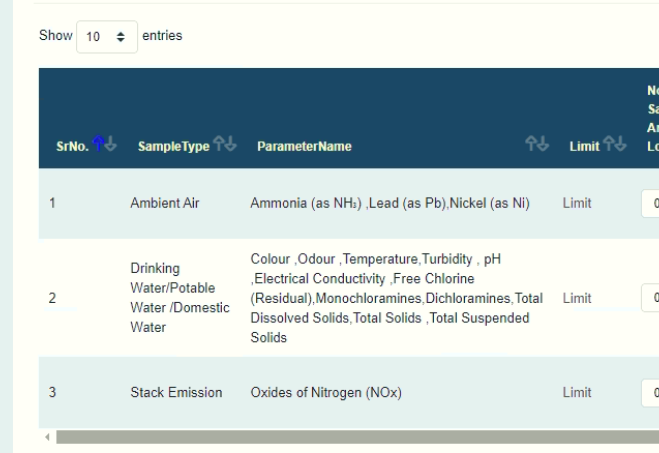 Show 10 entries
No
Sa
An
SrNo. SampleType ParameterName Limit Lo
1 Ambient Air Ammonia (as NH₃) ,Lead (as Pb),Nickel (as Ni) Limit 0
2 Drinking Water/Potable Water /Domestic Water Colour ,Odour ,Temperature,Turbidity , pH
,Electrical Conductivity ,Free Chlorine
(Residual),Monochloramines,Dichloramines,Total
Dissolved Solids,Total Solids ,Total Suspended
Solids Limit 0
3 Stack Emission Oxides of Nitrogen (NOx) Limit 0